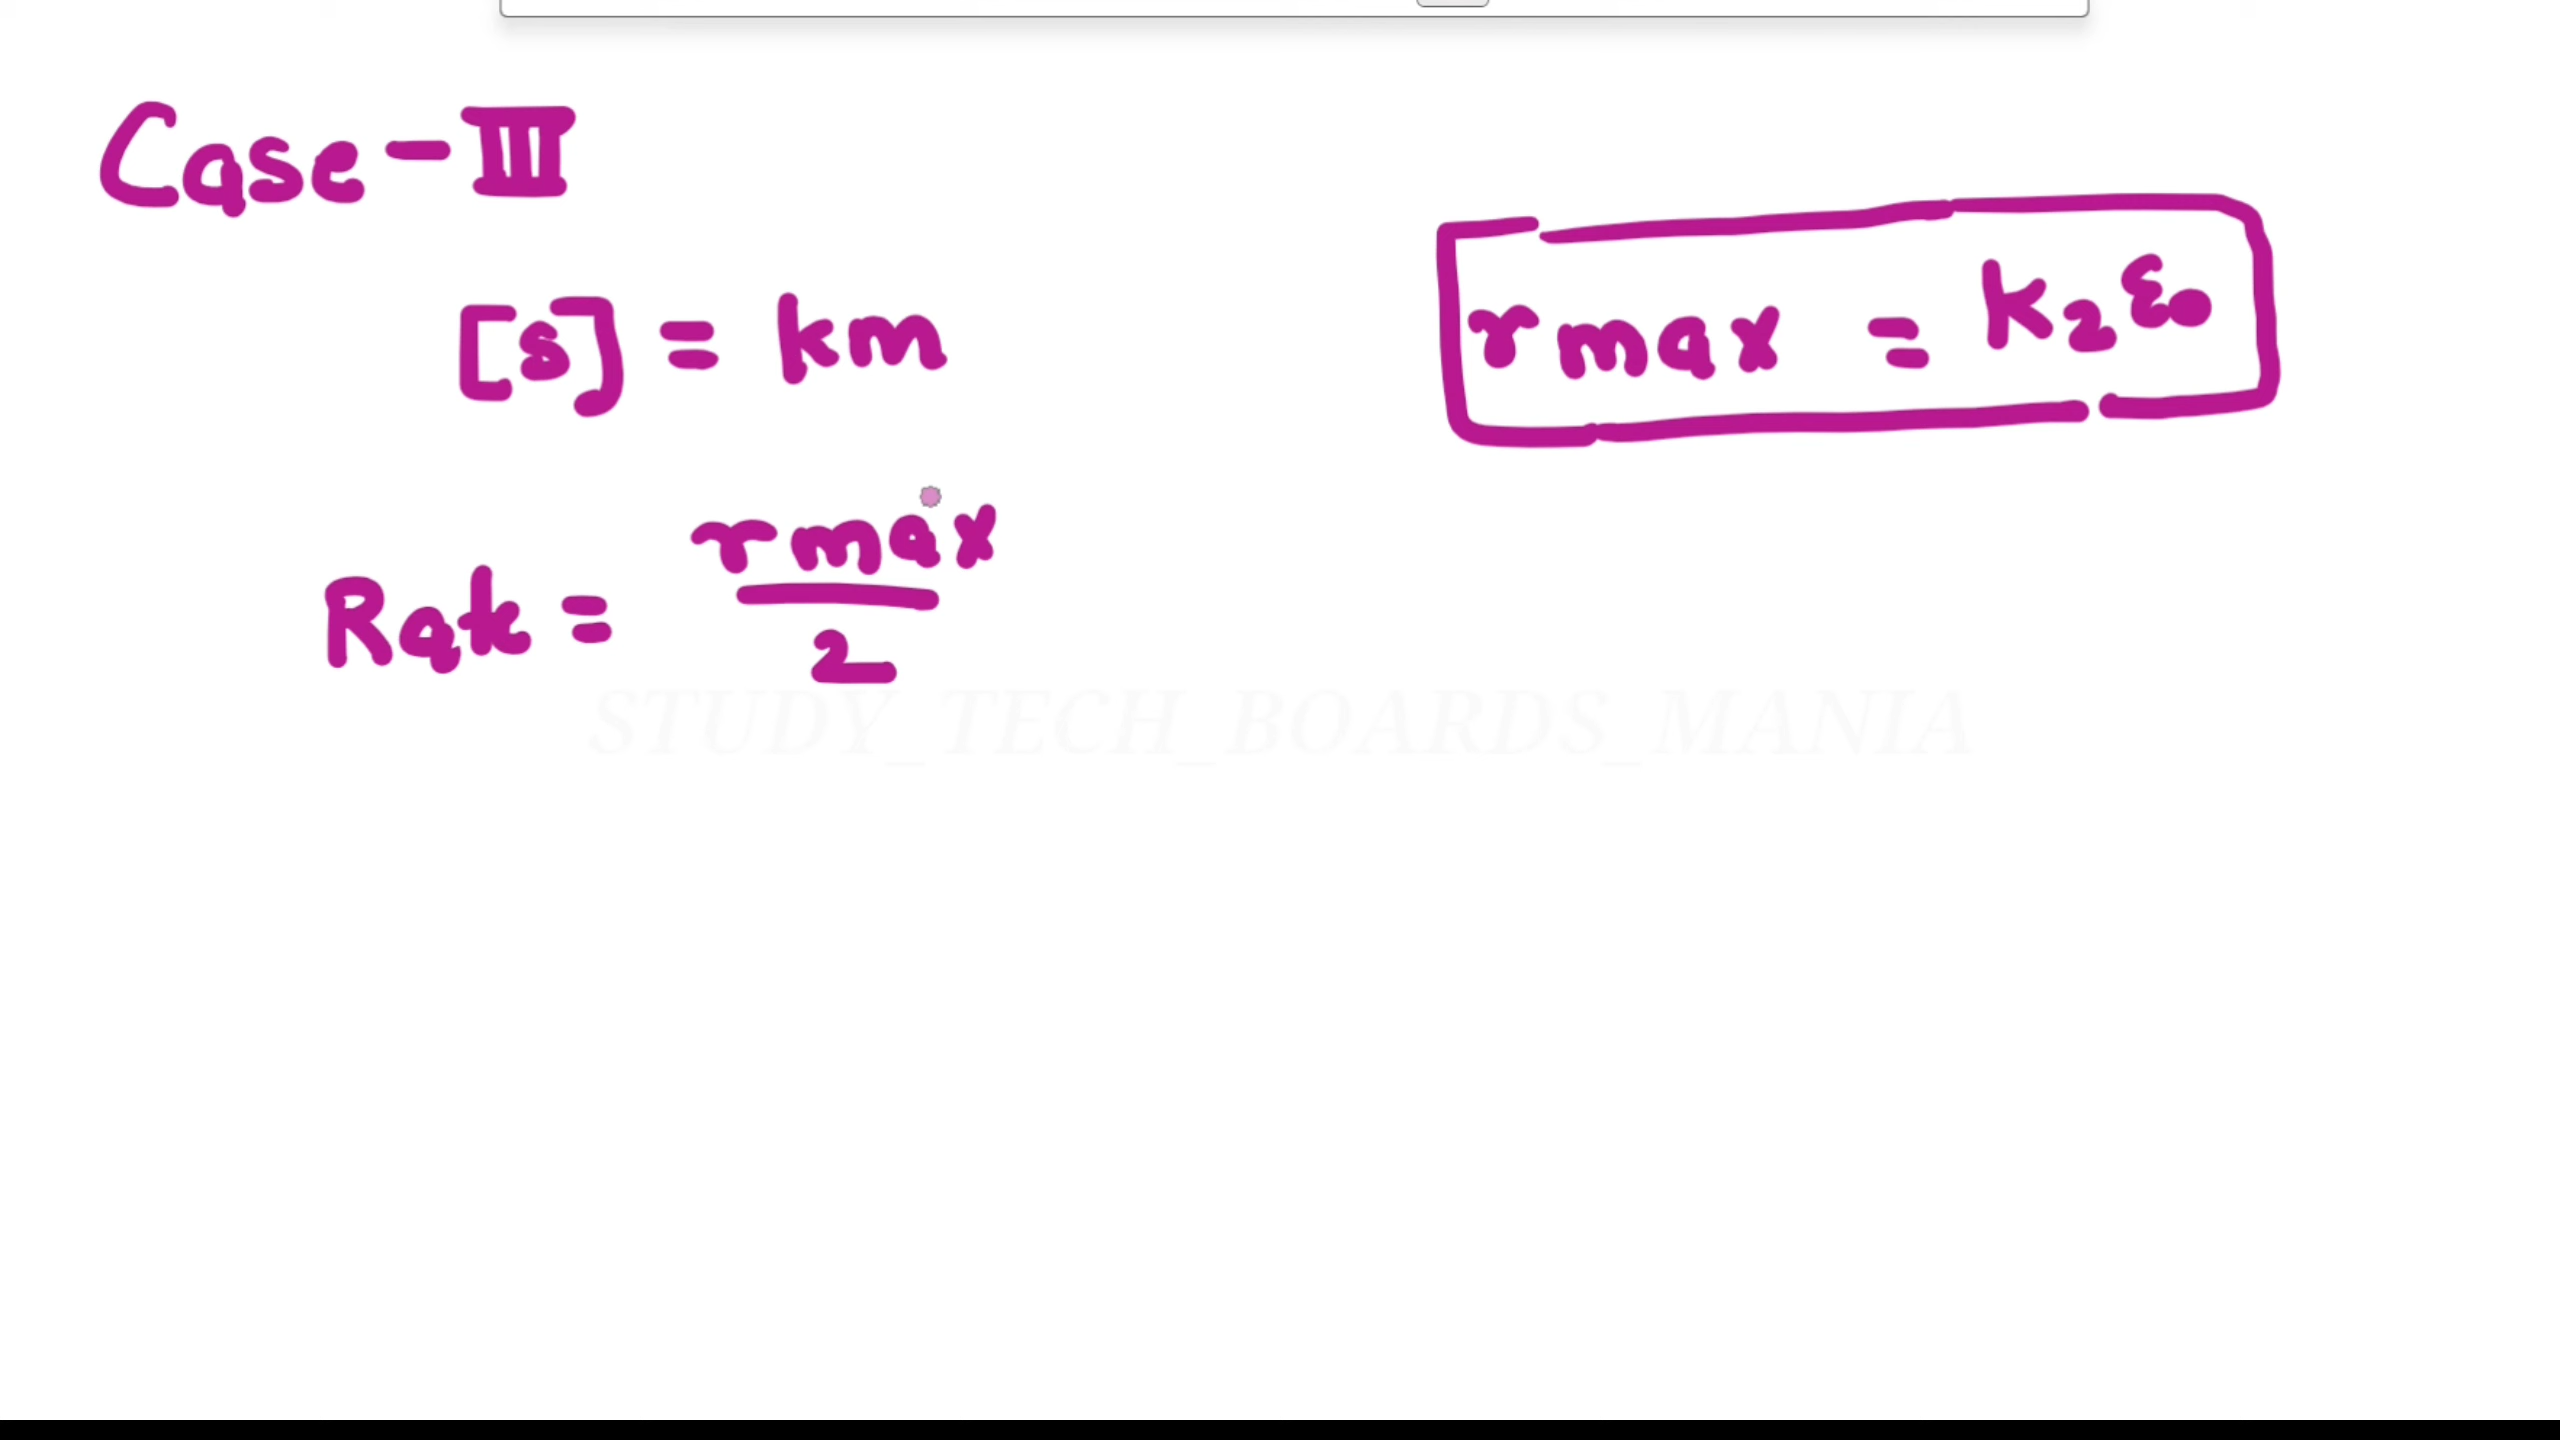 Case-III
[s] = km
rmax = k2ε0
Rak = rmax
2
STUDY_TECH_BOARDS_MANIA